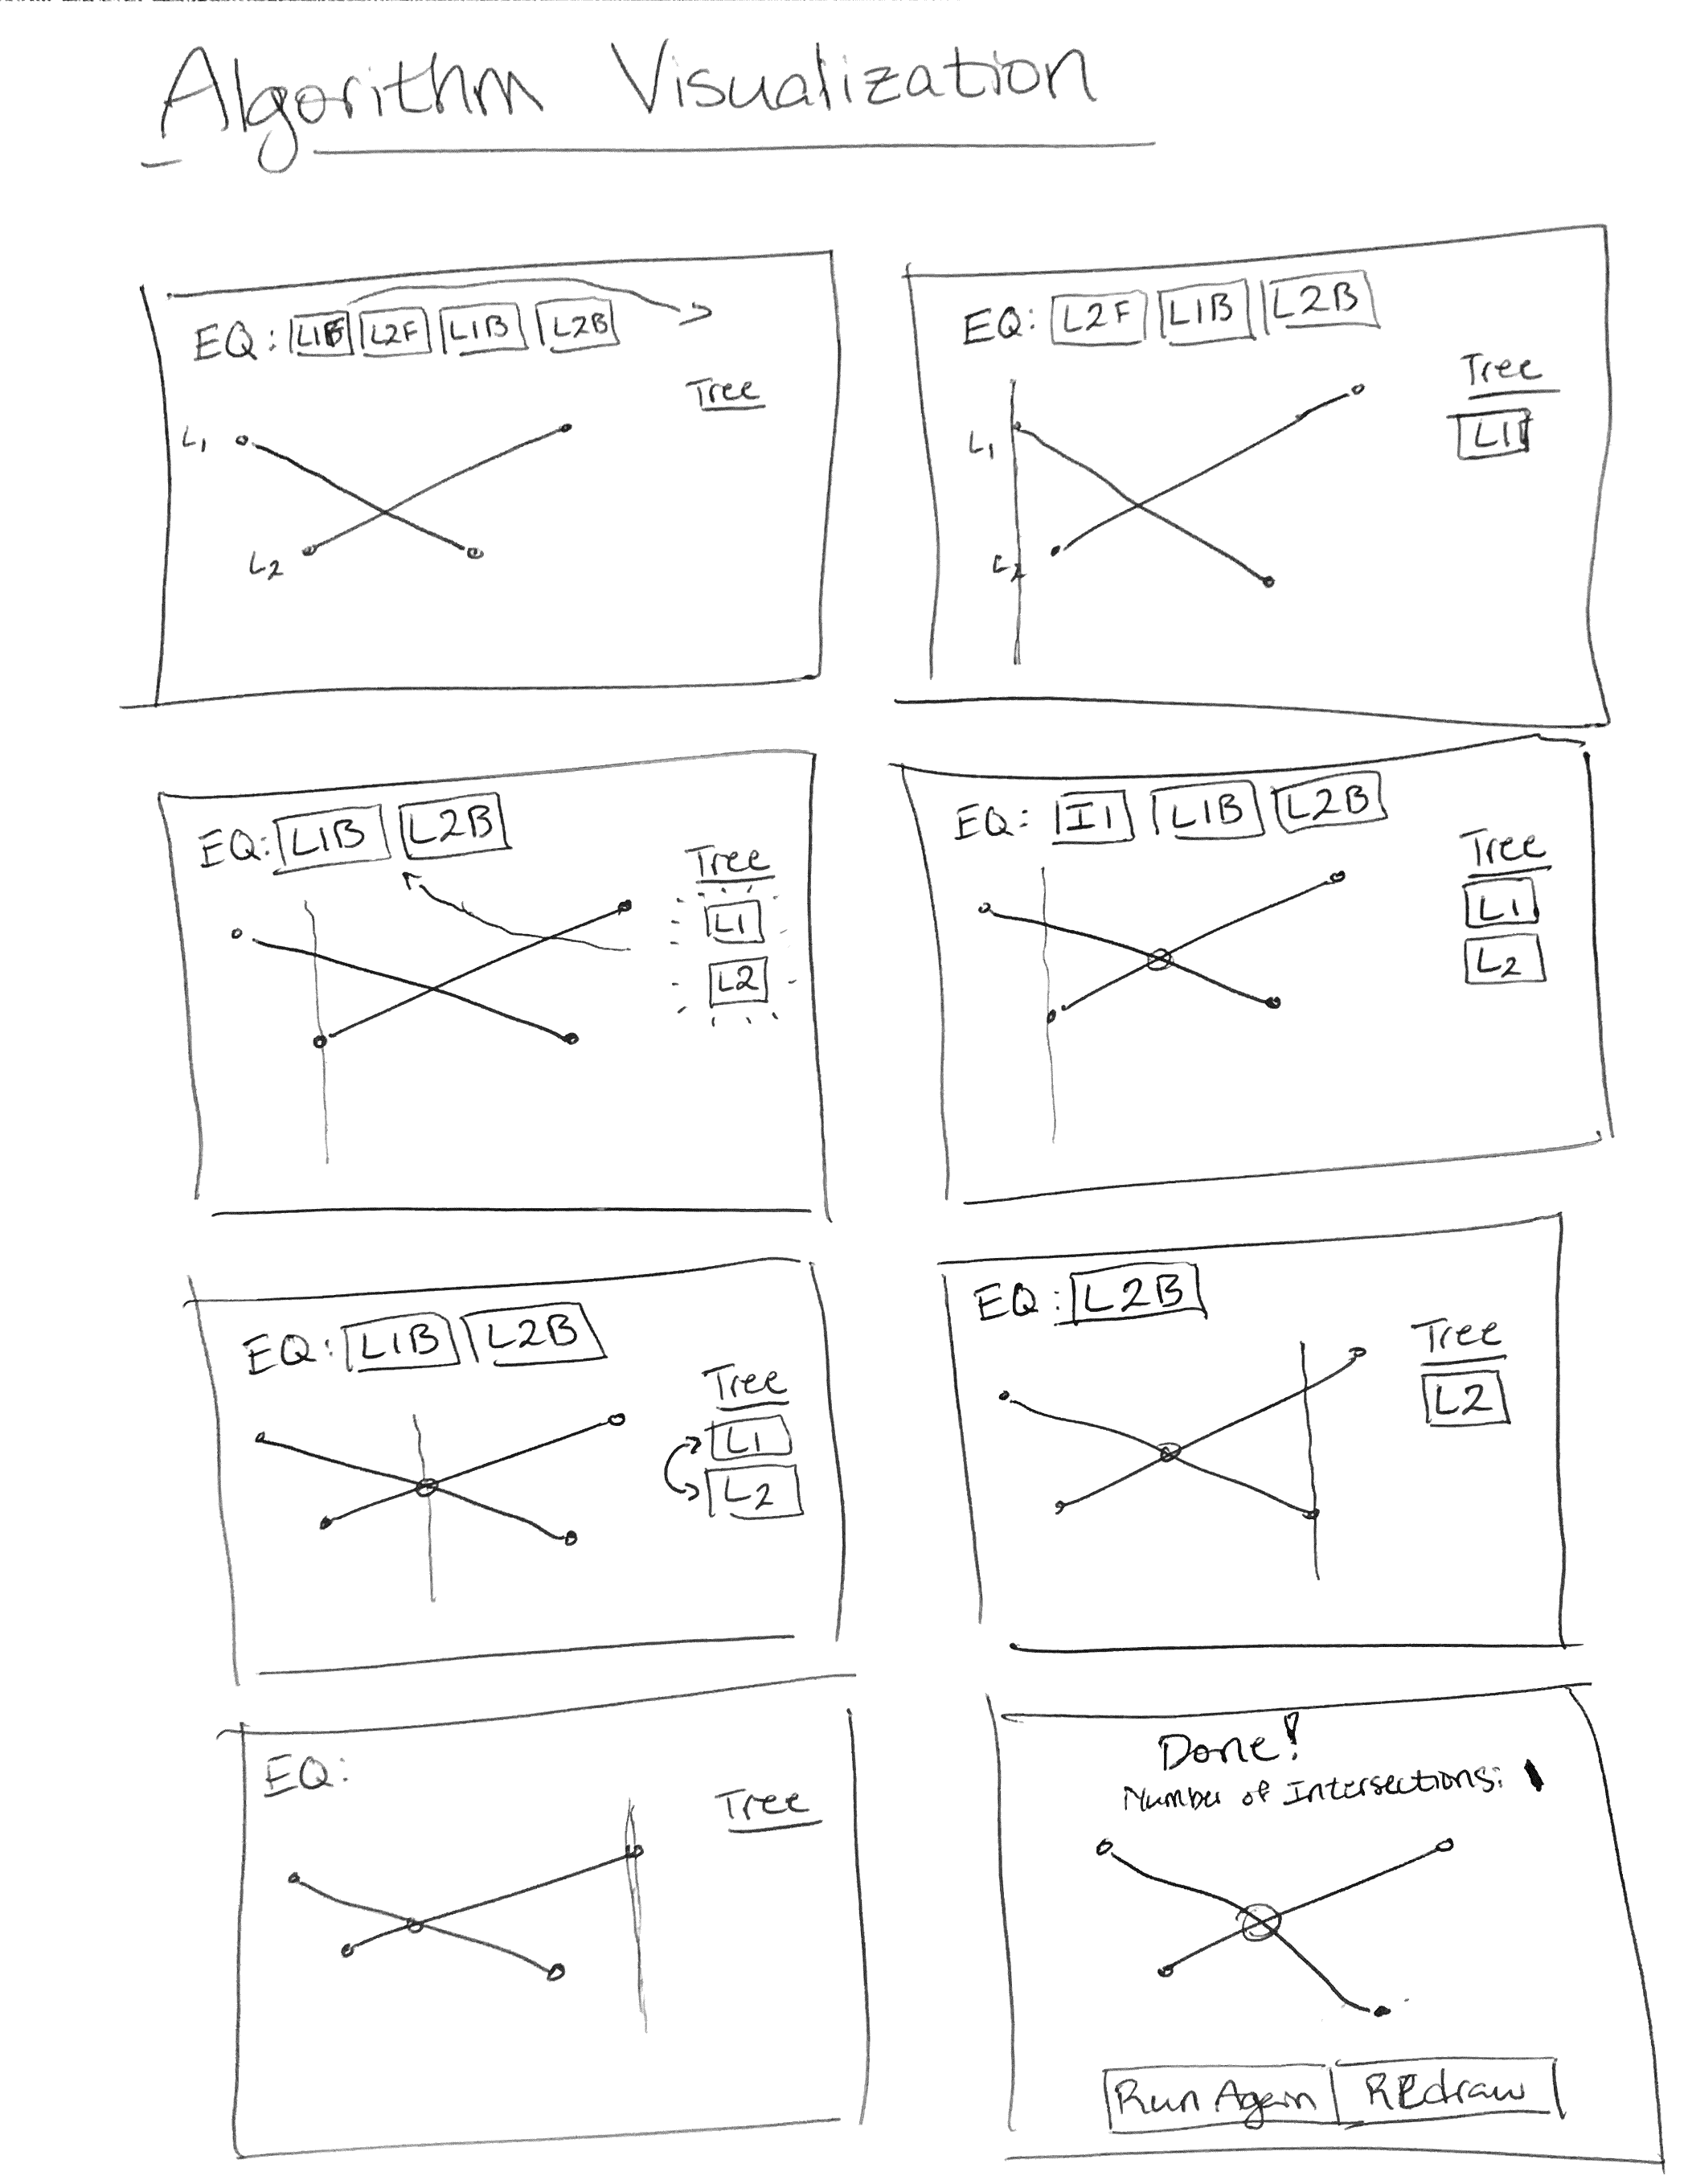 Algorithm Visualization
EQ: L1F L2F L1B L2B
Tree
L1
L2
EQ: L2F L1B L2B
Tree
L1
L1
L2
EQ: L1B L2B
Tree
L1
L2
EQ: I1 L1B L2B
Tree
L1
L2
EQ: L1B L2B
Tree
L1
L2
EQ: L2B
Tree
L2
EQ:
Tree
Done!
Number of Intersections: 1
Run Again Redraw